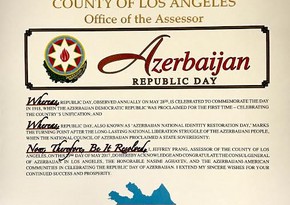 COUNTY OF LOS ANGELES
Office of the Assessor
Azerbaijan
REPUBLIC DAY
Whereas, REPUBLIC DAY, OBSERVED ANNUALLY ON MAY 28TH, IS CELEBRATED TO COMMEMORATE THE DAY
IN 1918, WHEN THE AZERBAIJAN DEMOCRATIC REPUBLIC WAS PROCLAIMED FOR THE FIRST TIME – CELEBRATING
THE COUNTRY'S UNIFICATION, AND
Whereas, REPUBLIC DAY, ALSO KNOWN AS "AZERBAIJAN NATIONAL IDENTITY RESTORATION DAY," MARKS
THE TURNING POINT AFTER THE LONG-LASTING NATIONAL LIBERATION STRUGGLE OF THE AZERBAIJANI PEOPLE,
WHEN THE NATIONAL COUNCIL OF AZERBAIJAN PROCLAIMED A STATE SOVEREIGNTY:
Now, Therefore, Be It Resolved, JEFFREY PRANG, ASSESSOR OF THE COUNTY OF
LOS ANGELES, ON THIS DAY OF MAY 2017, DO HEREBY ACKNOWLEDGE AND CONGRATULATE THE CONSUL GENERAL
OF AZERBAIJAN IN LOS ANGELES, THE HONORABLE NASIMI AGHAYEV, AND THE AZERBAIJANI-AMERICAN
COMMUNITIES IN CELEBRATING THE REPUBLIC DAY OF AZERBAIJAN. I EXTEND MY SINCERE WISHES FOR YOUR
CONTINUED SUCCESS AND PROSPERITY.